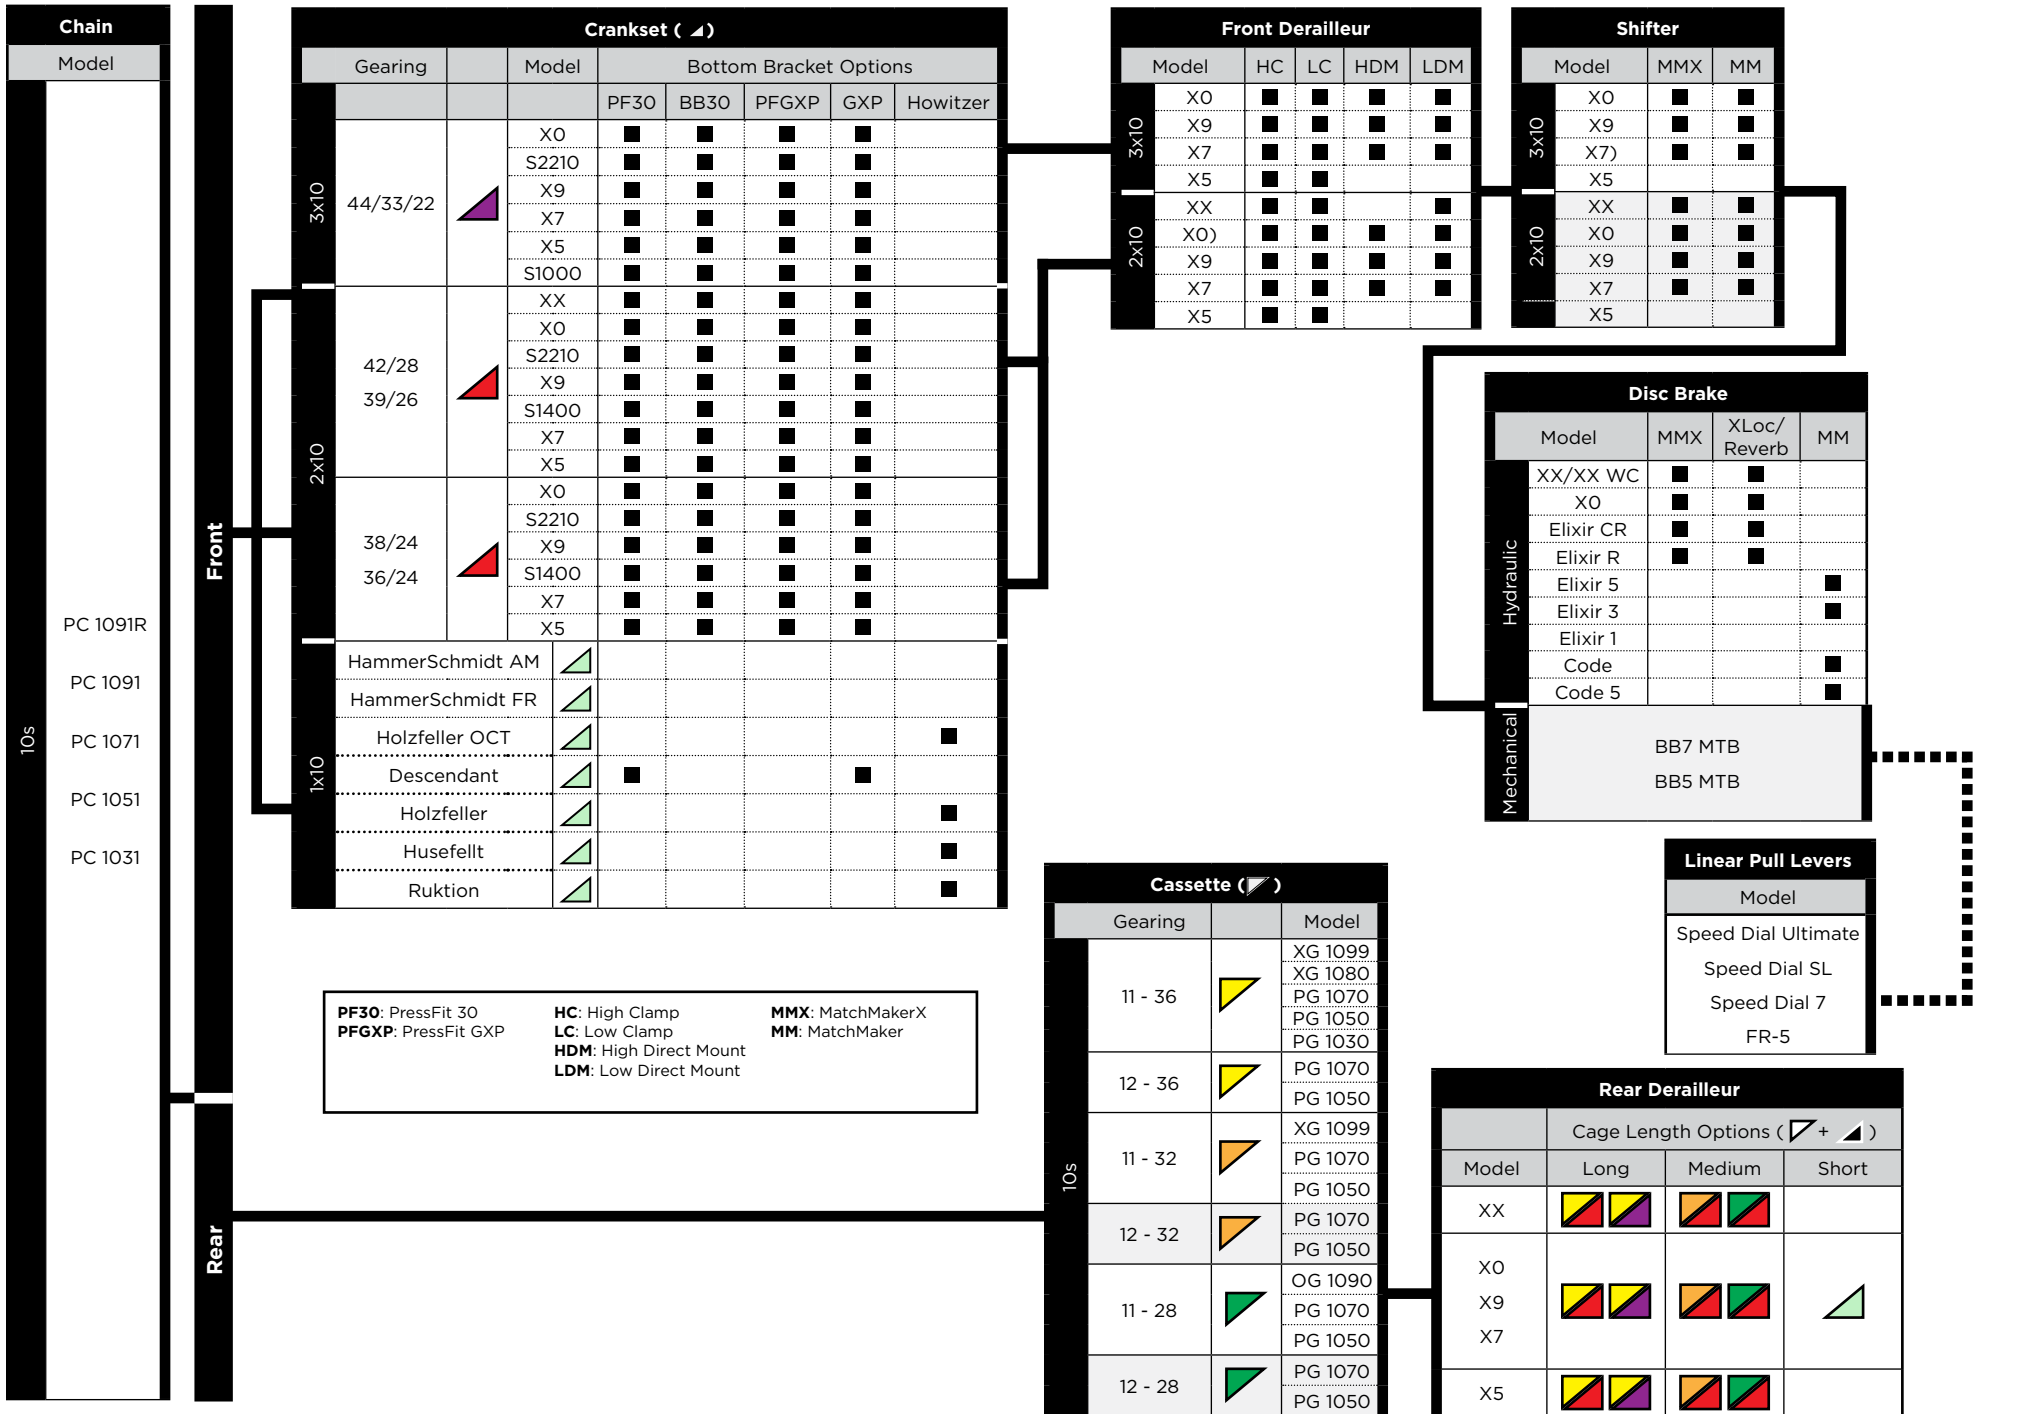 Chain
Model
10s
PC 1091R
PC 1091
PC 1071
PC 1051
PC 1031
Front
Rear
Crankset ( )
Gearing Model Bottom Bracket Options
PF30 BB30 PFGXP GXP Howitzer
3x10
44/33/22
X0
S2210
X9
X7
X5
S1000
2x10
42/28
39/26
XX
X0
S2210
X9
S1400
X7
X5
38/24
36/24
X0
S2210
X9
S1400
X7
X5
1x10
HammerSchmidt AM
HammerSchmidt FR
Holzfeller OCT
Descendant
Holzfeller
Husefellt
Ruktion
PF30: PressFit 30
PFGXP: PressFit GXP
HC: High Clamp
LC: Low Clamp
HDM: High Direct Mount
LDM: Low Direct Mount
MMX: MatchMakerX
MM: MatchMaker
Front Derailleur
Model HC LC HDM LDM
3x10
X0
X9
X7
X5
2x10
XX
X0)
X9
X7
X5
Shifter
Model MMX MM
3x10
X0
X9
X7)
X5
2x10
XX
X0
X9
X7
X5
Disc Brake
Model MMX XLoc/
Reverb MM
Hydraulic
XX/XX WC
X0
Elixir CR
Elixir R
Elixir 5
Elixir 3
Elixir 1
Code
Code 5
Mechanical
BB7 MTB
BB5 MTB
Linear Pull Levers
Model
Speed Dial Ultimate
Speed Dial SL
Speed Dial 7
FR-5
Cassette ( )
Gearing Model
10s
11 - 36
XG 1099
XG 1080
PG 1070
PG 1050
PG 1030
12 - 36
PG 1070
PG 1050
11 - 32
XG 1099
PG 1070
PG 1050
12 - 32
PG 1070
PG 1050
11 - 28
OG 1090
PG 1070
PG 1050
12 - 28
PG 1070
PG 1050
Rear Derailleur
Cage Length Options ( + )
Model Long Medium Short
XX
X0
X9
X7
X5